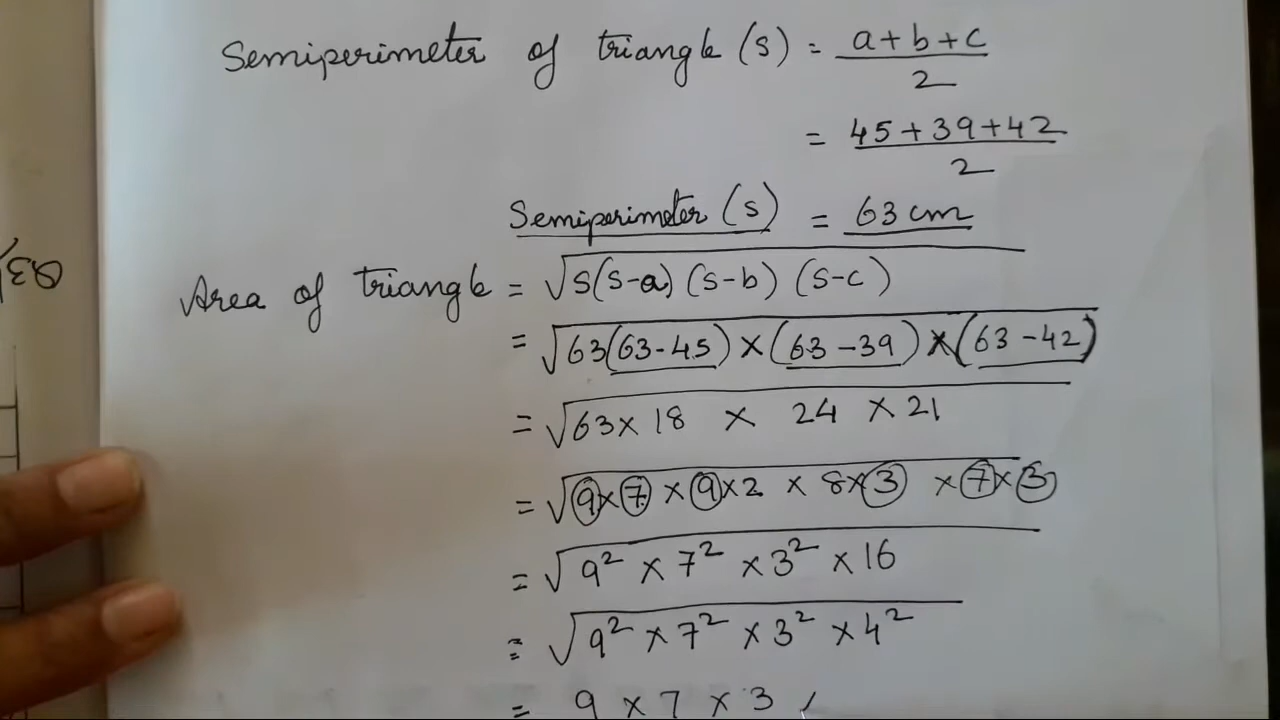 Semiperimeter of triangle (s) = a+b+c/2
= 45+39+42/2
Semiperimeter (s) = 63 cm
Area of triangle = √s(s-a) (s-b) (s-c)
= √63(63-45) × (63-39) × (63-42)
= √63×18 × 24 × 21
= √9×7 × 9×2 × 8×3 × 7×3
= √9² × 7² × 3² × 16
= √9² × 7² × 3² × 4²
= 9 × 7 × 3
Q3